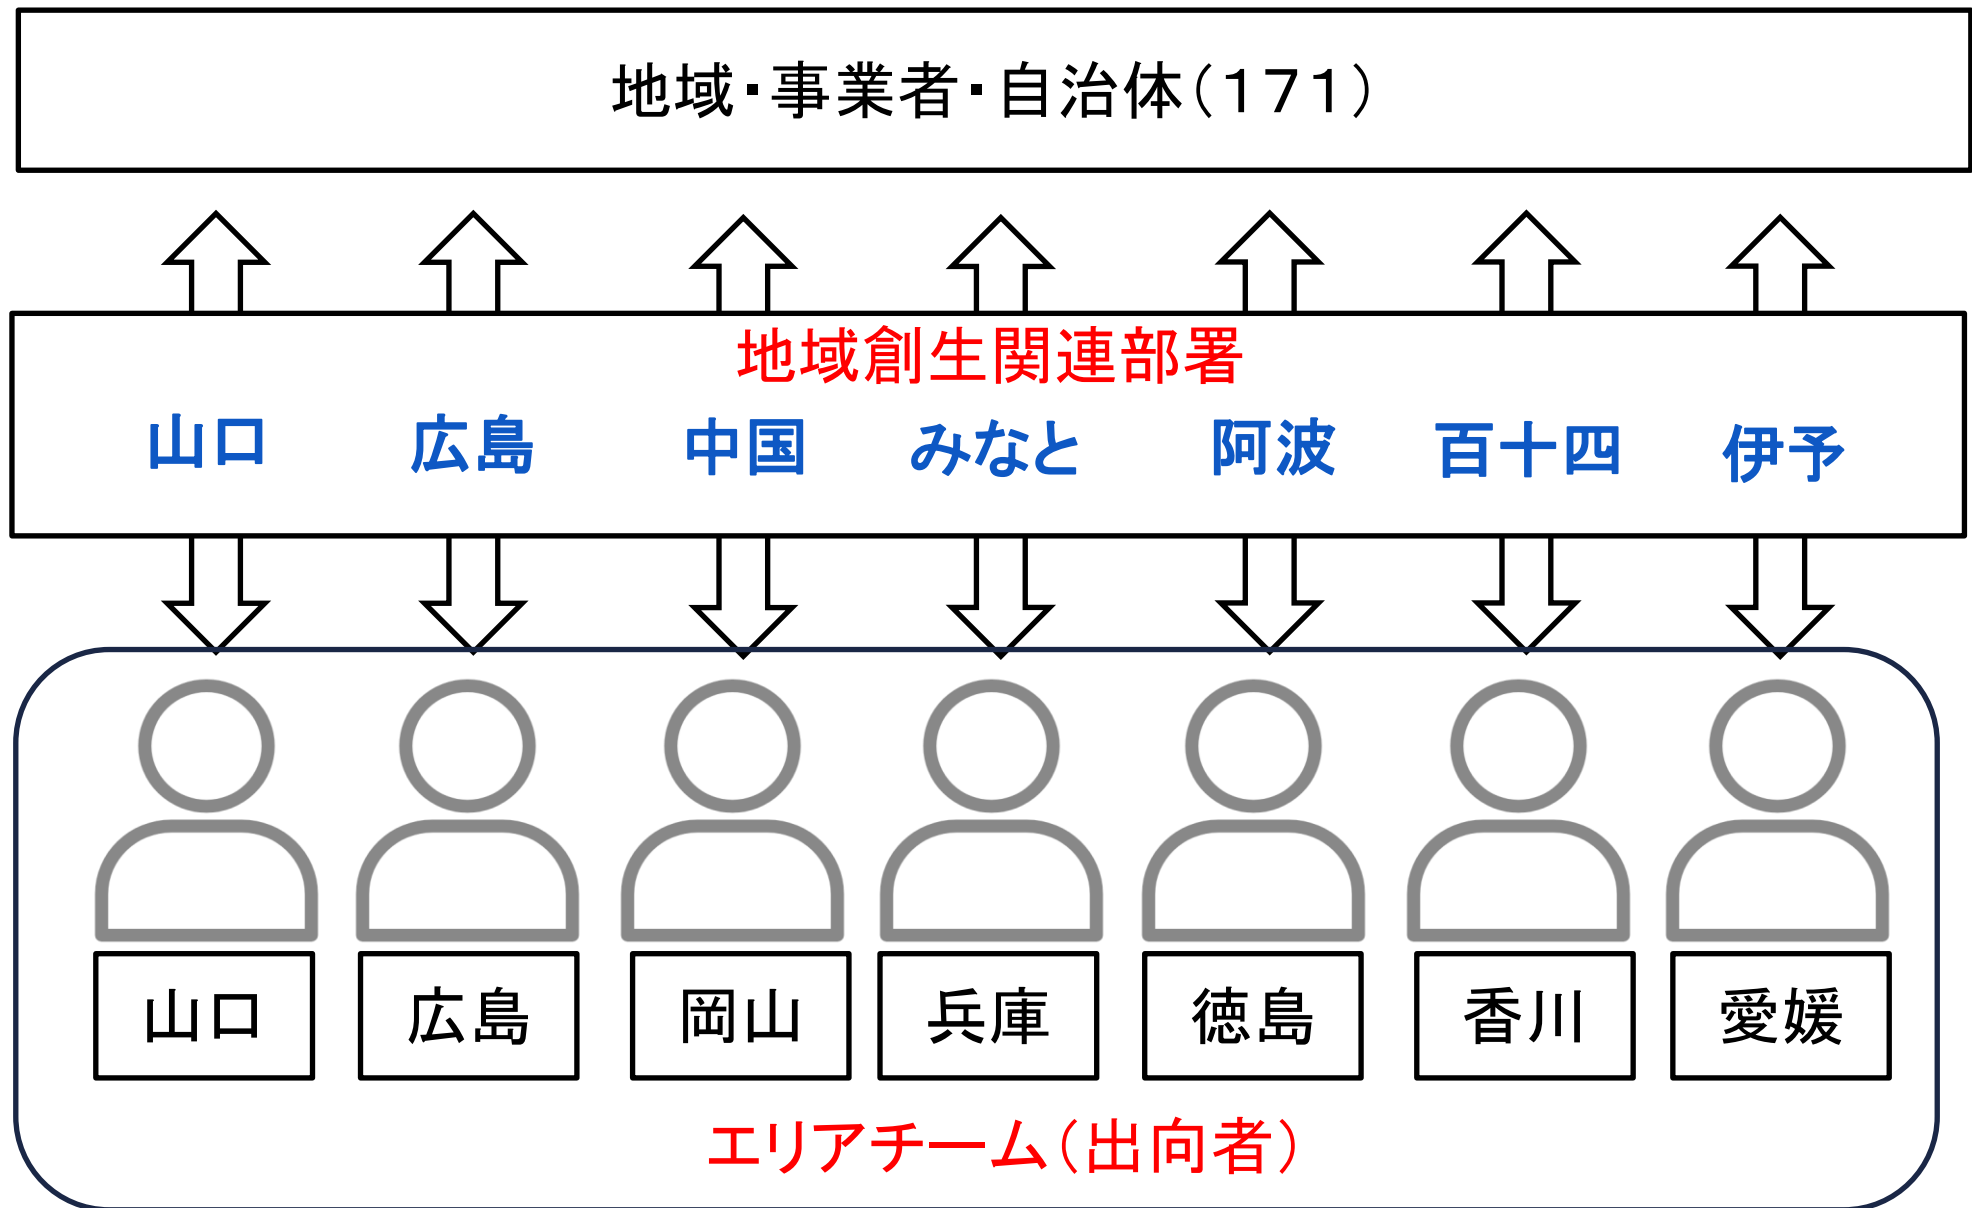 地域・事業者・自治体(171)
地域創生関連部署
山口 広島 中国 みなと 阿波 百十四 伊予
山口 広島 岡山 兵庫 徳島 香川 愛媛
エリアチーム(出向者)